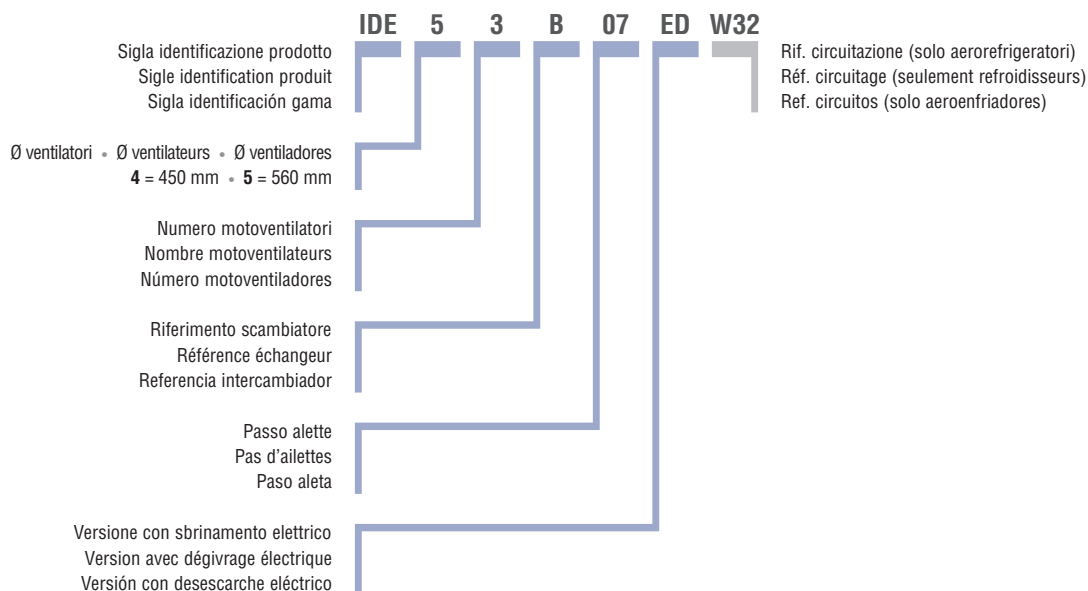 IDE 5 3 B 07 ED W32
Sigla identificazione prodotto
Sigle identification produit
Sigla identificación gama
Rif. circuitazione (solo aerorefrigeratori)
Réf. circuitage (seulement refroidisseurs)
Ref. circuitos (solo aeroenfriadores)
Ø ventilatori • Ø ventilateurs • Ø ventiladores
4 = 450 mm • 5 = 560 mm
Numero motoventilatori
Nombre motoventilateurs
Número motoventiladores
Riferimento scambiatore
Référence échangeur
Referencia intercambiador
Passo alette
Pas d'ailettes
Paso aleta
Versione con sbrinamento elettrico
Version avec dégivrage électrique
Versión con desescarche eléctrico